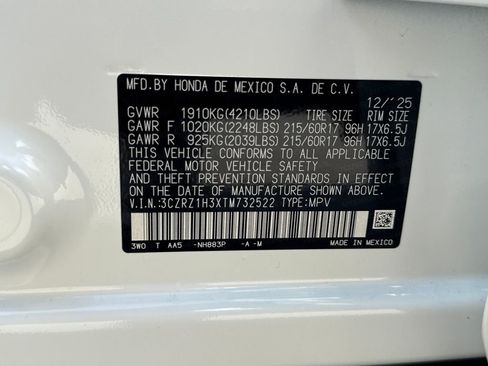 MFD.BY HONDA DE MEXICO S.A. DE C.V.
12/'25
GVWR 1910KG(4210LBS) TIRE SIZE RIM SIZE
GAWR F 1020KG(2248LBS) 215/60R17 96H 17X6.5J
GAWR R 925KG(2039LBS) 215/60R17 96H 17X6.5J
THIS VEHICLE CONFORMS TO ALL APPLICABLE
FEDERAL MOTOR VEHICLE
SAFETY STANDARDS IN EFFECT
ON THE DATE OF MANUFACTURE SHOWN ABOVE.
V.I.N.:3CZRZ1H3XTM732522 TYPE:MPV
3W0 T AA5 -NH883P -A -M MADE IN MEXICO